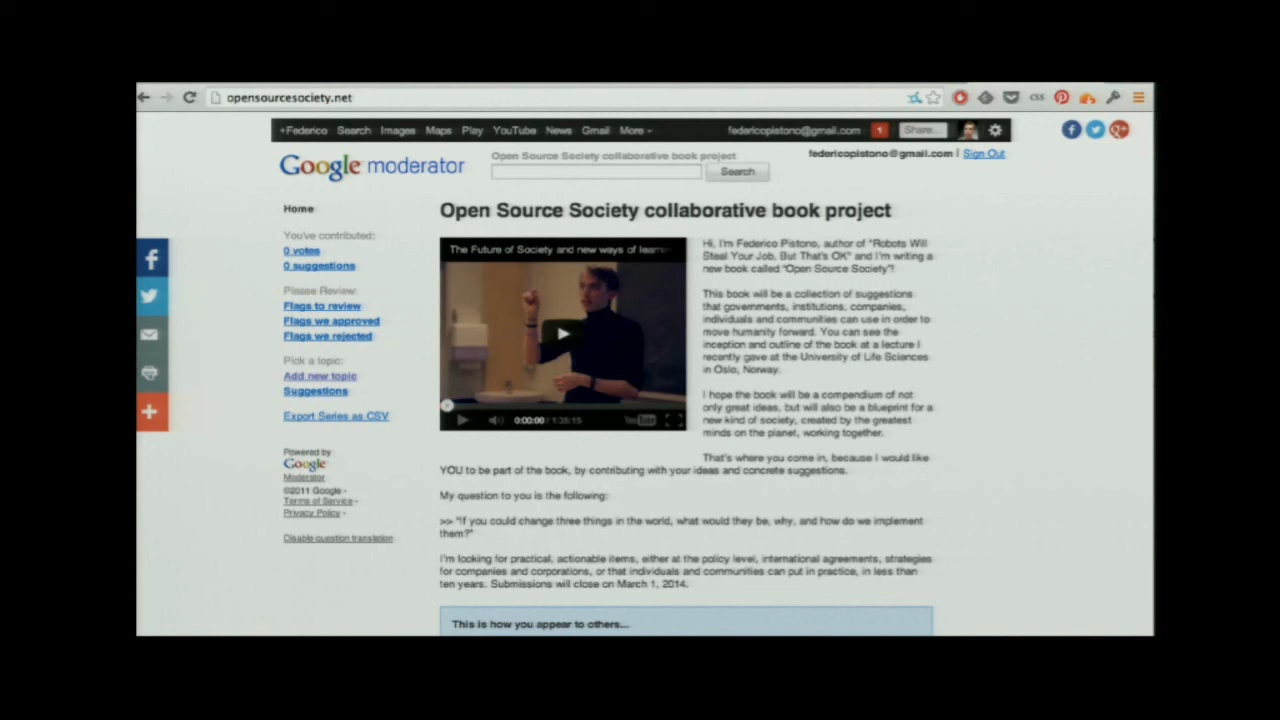 opensourcesociety.net
CSS
+Federico Search Images Maps Play YouTube News Gmail More
federicopistono@gmail.com 1 Share...
Google moderator
Open Source Society collaborative book project
Search
federicopistono@gmail.com | Sign Out
Home
You've contributed:
0 votes
0 suggestions
Please Review:
Flags to review
Flags we approved
Flags we rejected
Pick a topic:
Add new topic
Suggestions
Export Series as CSV
Powered by
Google
Moderator
©2011 Google -
Terms of Service -
Privacy Policy -
Disable question translation
Open Source Society collaborative book project
The Future of Society and new ways of learnin
0:00:00 / 1:35:15
YouTube
Hi, I'm Federico Pistono, author of "Robots Will
Steal Your Job, But That's OK" and I'm writing a
new book called "Open Source Society"!
This book will be a collection of suggestions
that governments, institutions, companies,
individuals and communities can use in order to
move humanity forward. You can see the
inception and outline of the book at a lecture I
recently gave at the University of Life Sciences
in Oslo, Norway.
I hope the book will be a compendium of not
only great ideas, but will also be a blueprint for a
new kind of society, created by the greatest
minds on the planet, working together.
That's where you come in, because I would like
YOU to be part of the book, by contributing with your ideas and concrete suggestions.
My question to you is the following:
>> "If you could change three things in the world, what would they be, why, and how do we implement
them?"
I'm looking for practical, actionable items, either at the policy level, international agreements, strategies
for companies and corporations, or that individuals and communities can put in practice, in less than
ten years. Submissions will close on March 1, 2014.
This is how you appear to others...